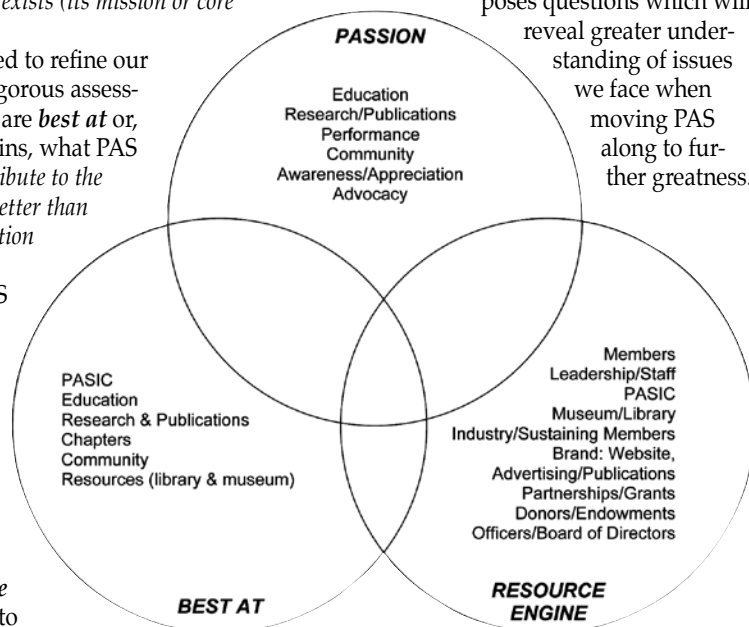 exists (its mission or core
ed to refine our
gorous assess-
are best at or,
ins, what PAS
ribute to the
etter than
tion
S
e
to
poses questions which will
reveal greater under-
standing of issues
we face when
moving PAS
along to fur-
ther greatness.
PASSION
Education
Research/Publications
Performance
Community
Awareness/Appreciation
Advocacy
PASIC
Education
Research & Publications
Chapters
Community
Resources (library & museum)
BEST AT
Members
Leadership/Staff
PASIC
Museum/Library
Industry/Sustaining Members
Brand: Website,
Advertising/Publications
Partnerships/Grants
Donors/Endowments
Officers/Board of Directors
RESOURCE
ENGINE